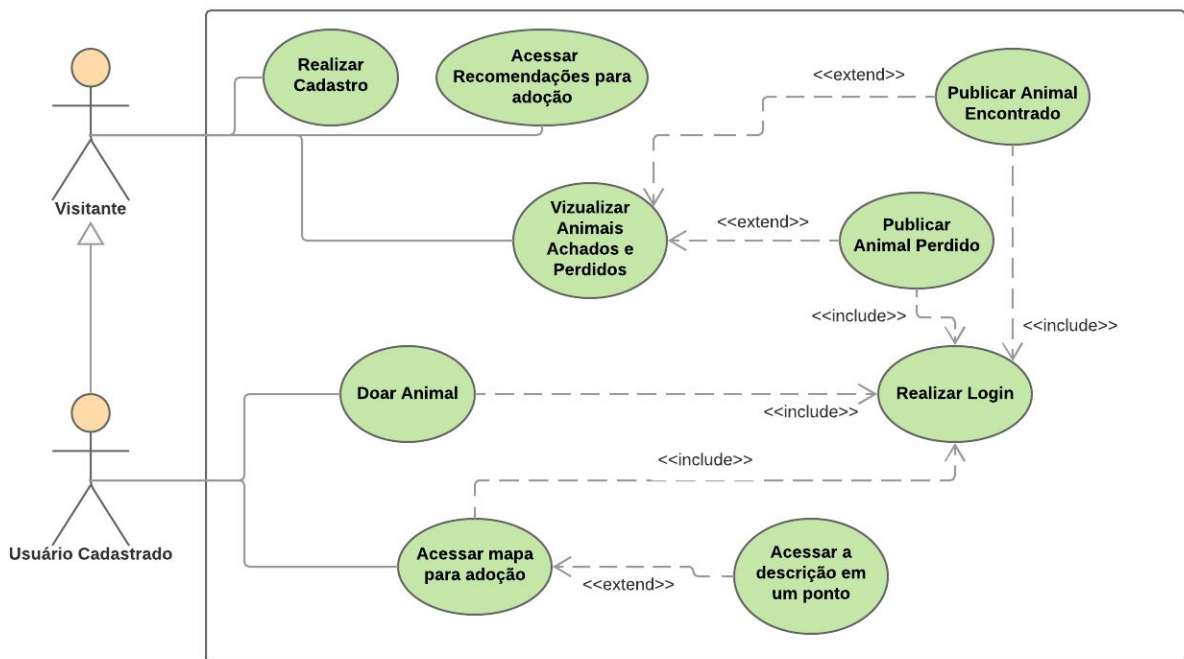 Realizar
Cadastro
Acessar
Recomendações para
adoção
<<extend>>
Publicar Animal
Encontrado
Visitante
Vizualizar
Animais
Achados e
Perdidos
<<extend>>
Publicar
Animal Perdido
<<include>>
<<include>>
Doar Animal
<<include>>
Realizar Login
<<include>>
Usuário Cadastrado
Acessar mapa
para adoção
<<extend>>
Acessar a
descrição em
um ponto